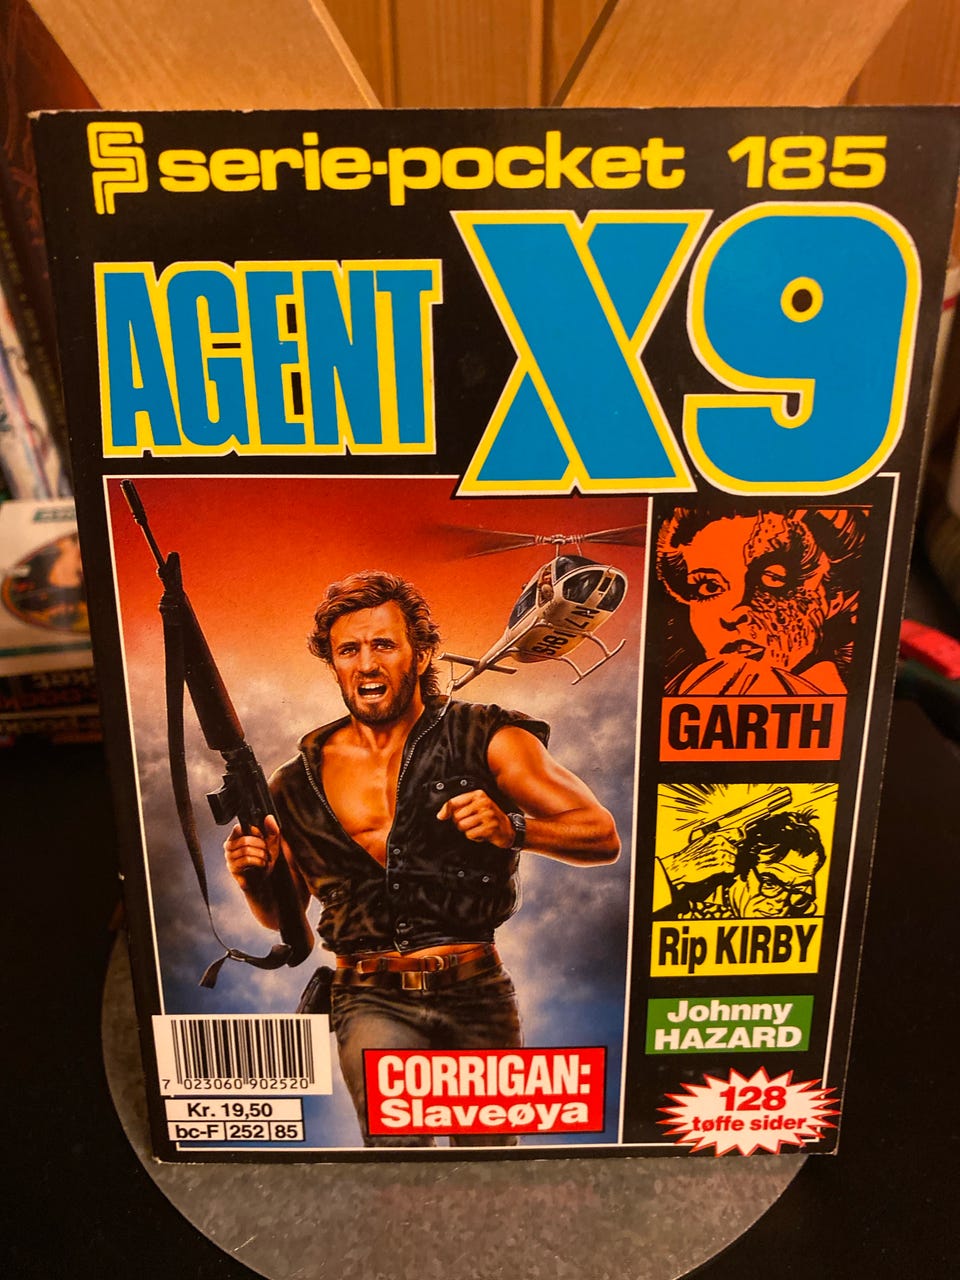 serie-pocket 185
AGENT X9
GARTH
Rip KIRBY
Johnny
HAZARD
128
tøffe sider
CORRIGAN:
Slaveøya
7 023060 902520
Kr. 19,50
bc-F 252 85